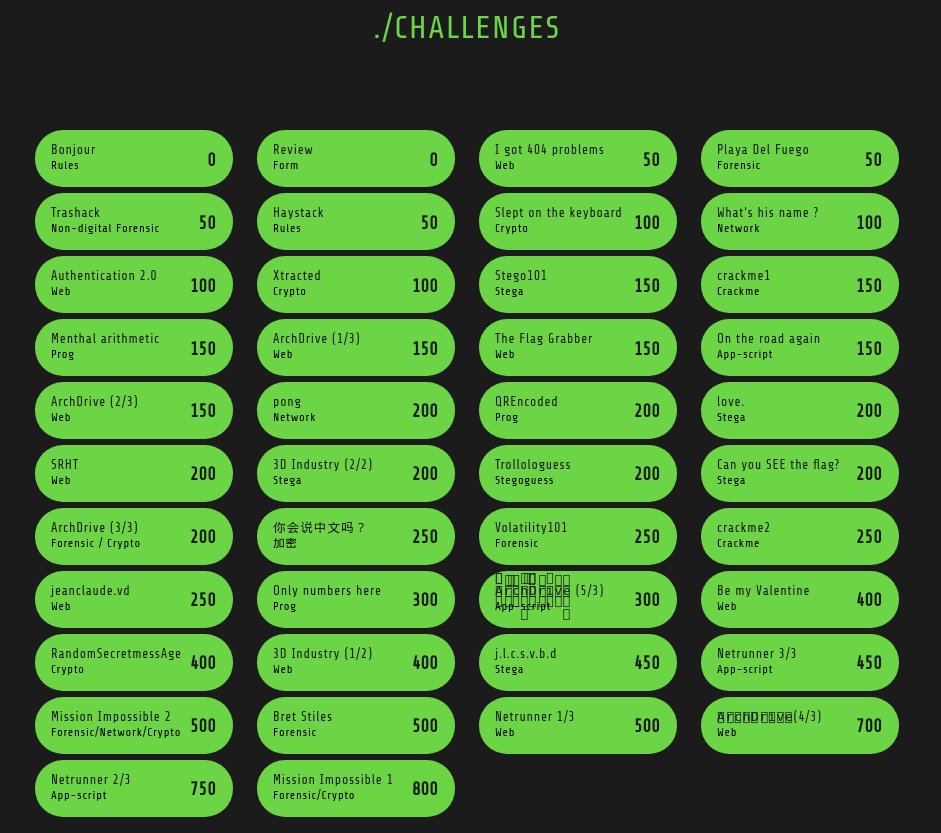 ./CHALLENGES
Bonjour
Rules
0
Review
Form
0
I got 404 problems
Web
50
Playa Del Fuego
Forensic
50
Trashack
Non-digital Forensic
50
Haystack
Rules
50
Slept on the keyboard
Crypto
100
What's his name ?
Network
100
Authentication 2.0
Web
100
Xtracted
Crypto
100
Stego101
Stega
150
crackme1
Crackme
150
Menthal arithmetic
Prog
150
ArchDrive (1/3)
Web
150
The Flag Grabber
Web
150
On the road again
App-script
150
ArchDrive (2/3)
Web
150
pong
Network
200
QREncoded
Prog
200
love.
Stega
200
SRHT
Web
200
3D Industry (2/2)
Stega
200
Trollologuess
Stegoguess
200
Can you SEE the flag?
Stega
200
ArchDrive (3/3)
Forensic / Crypto
200
你会说中文吗？
加密
250
Volatility101
Forensic
250
crackme2
Crackme
250
jeanclaude.vd
Web
250
Only numbers here
Prog
300
ArchDrive (5/3)
App-script
300
Be my Valentine
Web
400
RandomSecretmessAge
Crypto
400
3D Industry (1/2)
Web
400
j.l.c.s.v.b.d
Stega
450
Netrunner 3/3
App-script
450
Mission Impossible 2
Forensic/Network/Crypto
500
Bret Stiles
Forensic
500
Netrunner 1/3
Web
500
ArchDrive(4/3)
Web
700
Netrunner 2/3
App-script
750
Mission Impossible 1
Forensic/Crypto
800